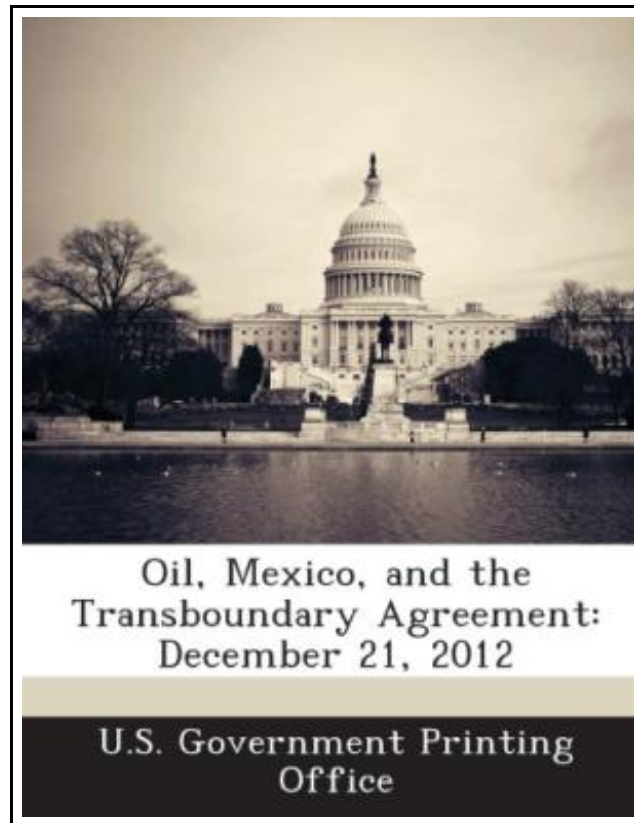 Oil, Mexico, and the
Transboundary Agreement:
December 21, 2012
U.S. Government Printing
Office